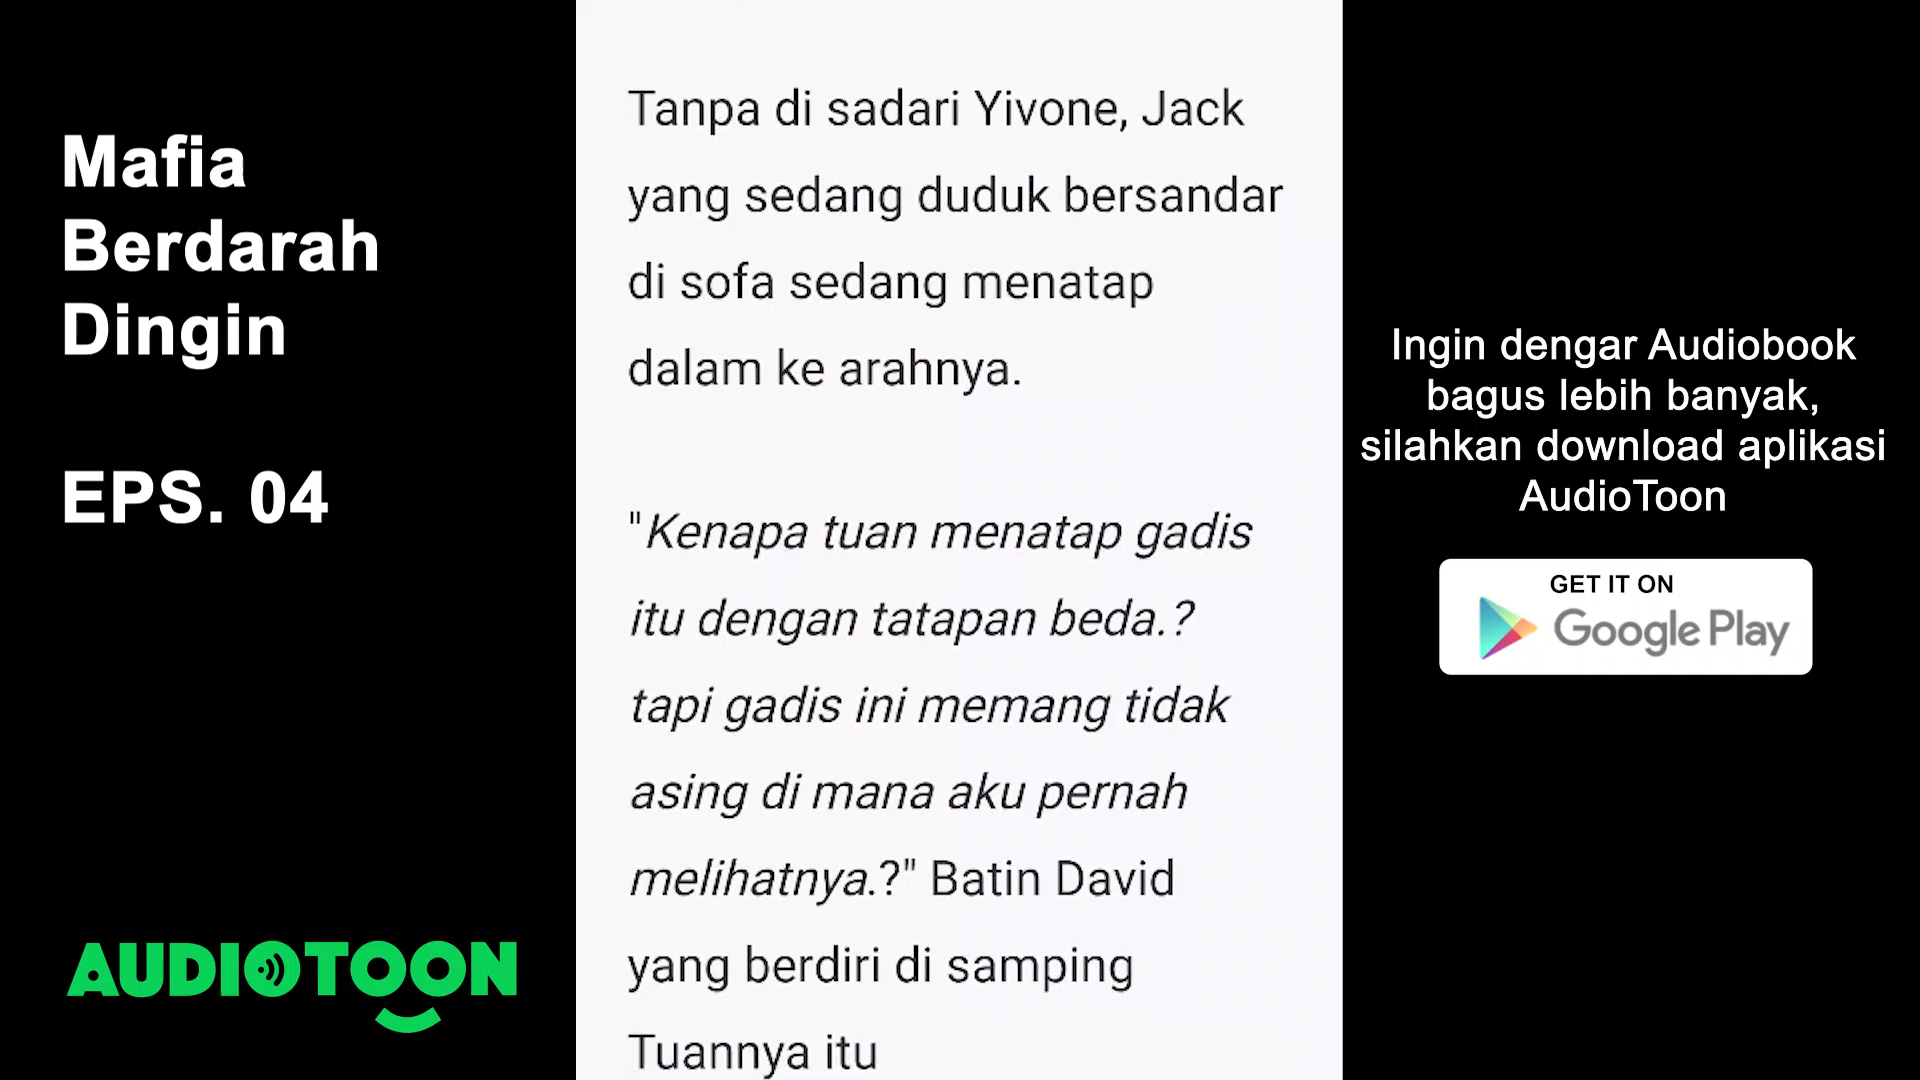 Mafia
Berdarah
Dingin
EPS. 04
AUDIOTOON
Tanpa di sadari Yivone, Jack
yang sedang duduk bersandar
di sofa sedang menatap
dalam ke arahnya.
"Kenapa tuan menatap gadis
itu dengan tatapan beda.?
tapi gadis ini memang tidak
asing di mana aku pernah
melihatnya.?" Batin David
yang berdiri di samping
Tuannya itu
Ingin dengar Audiobook
bagus lebih banyak,
silahkan download aplikasi
AudioToon
GET IT ON
Google Play